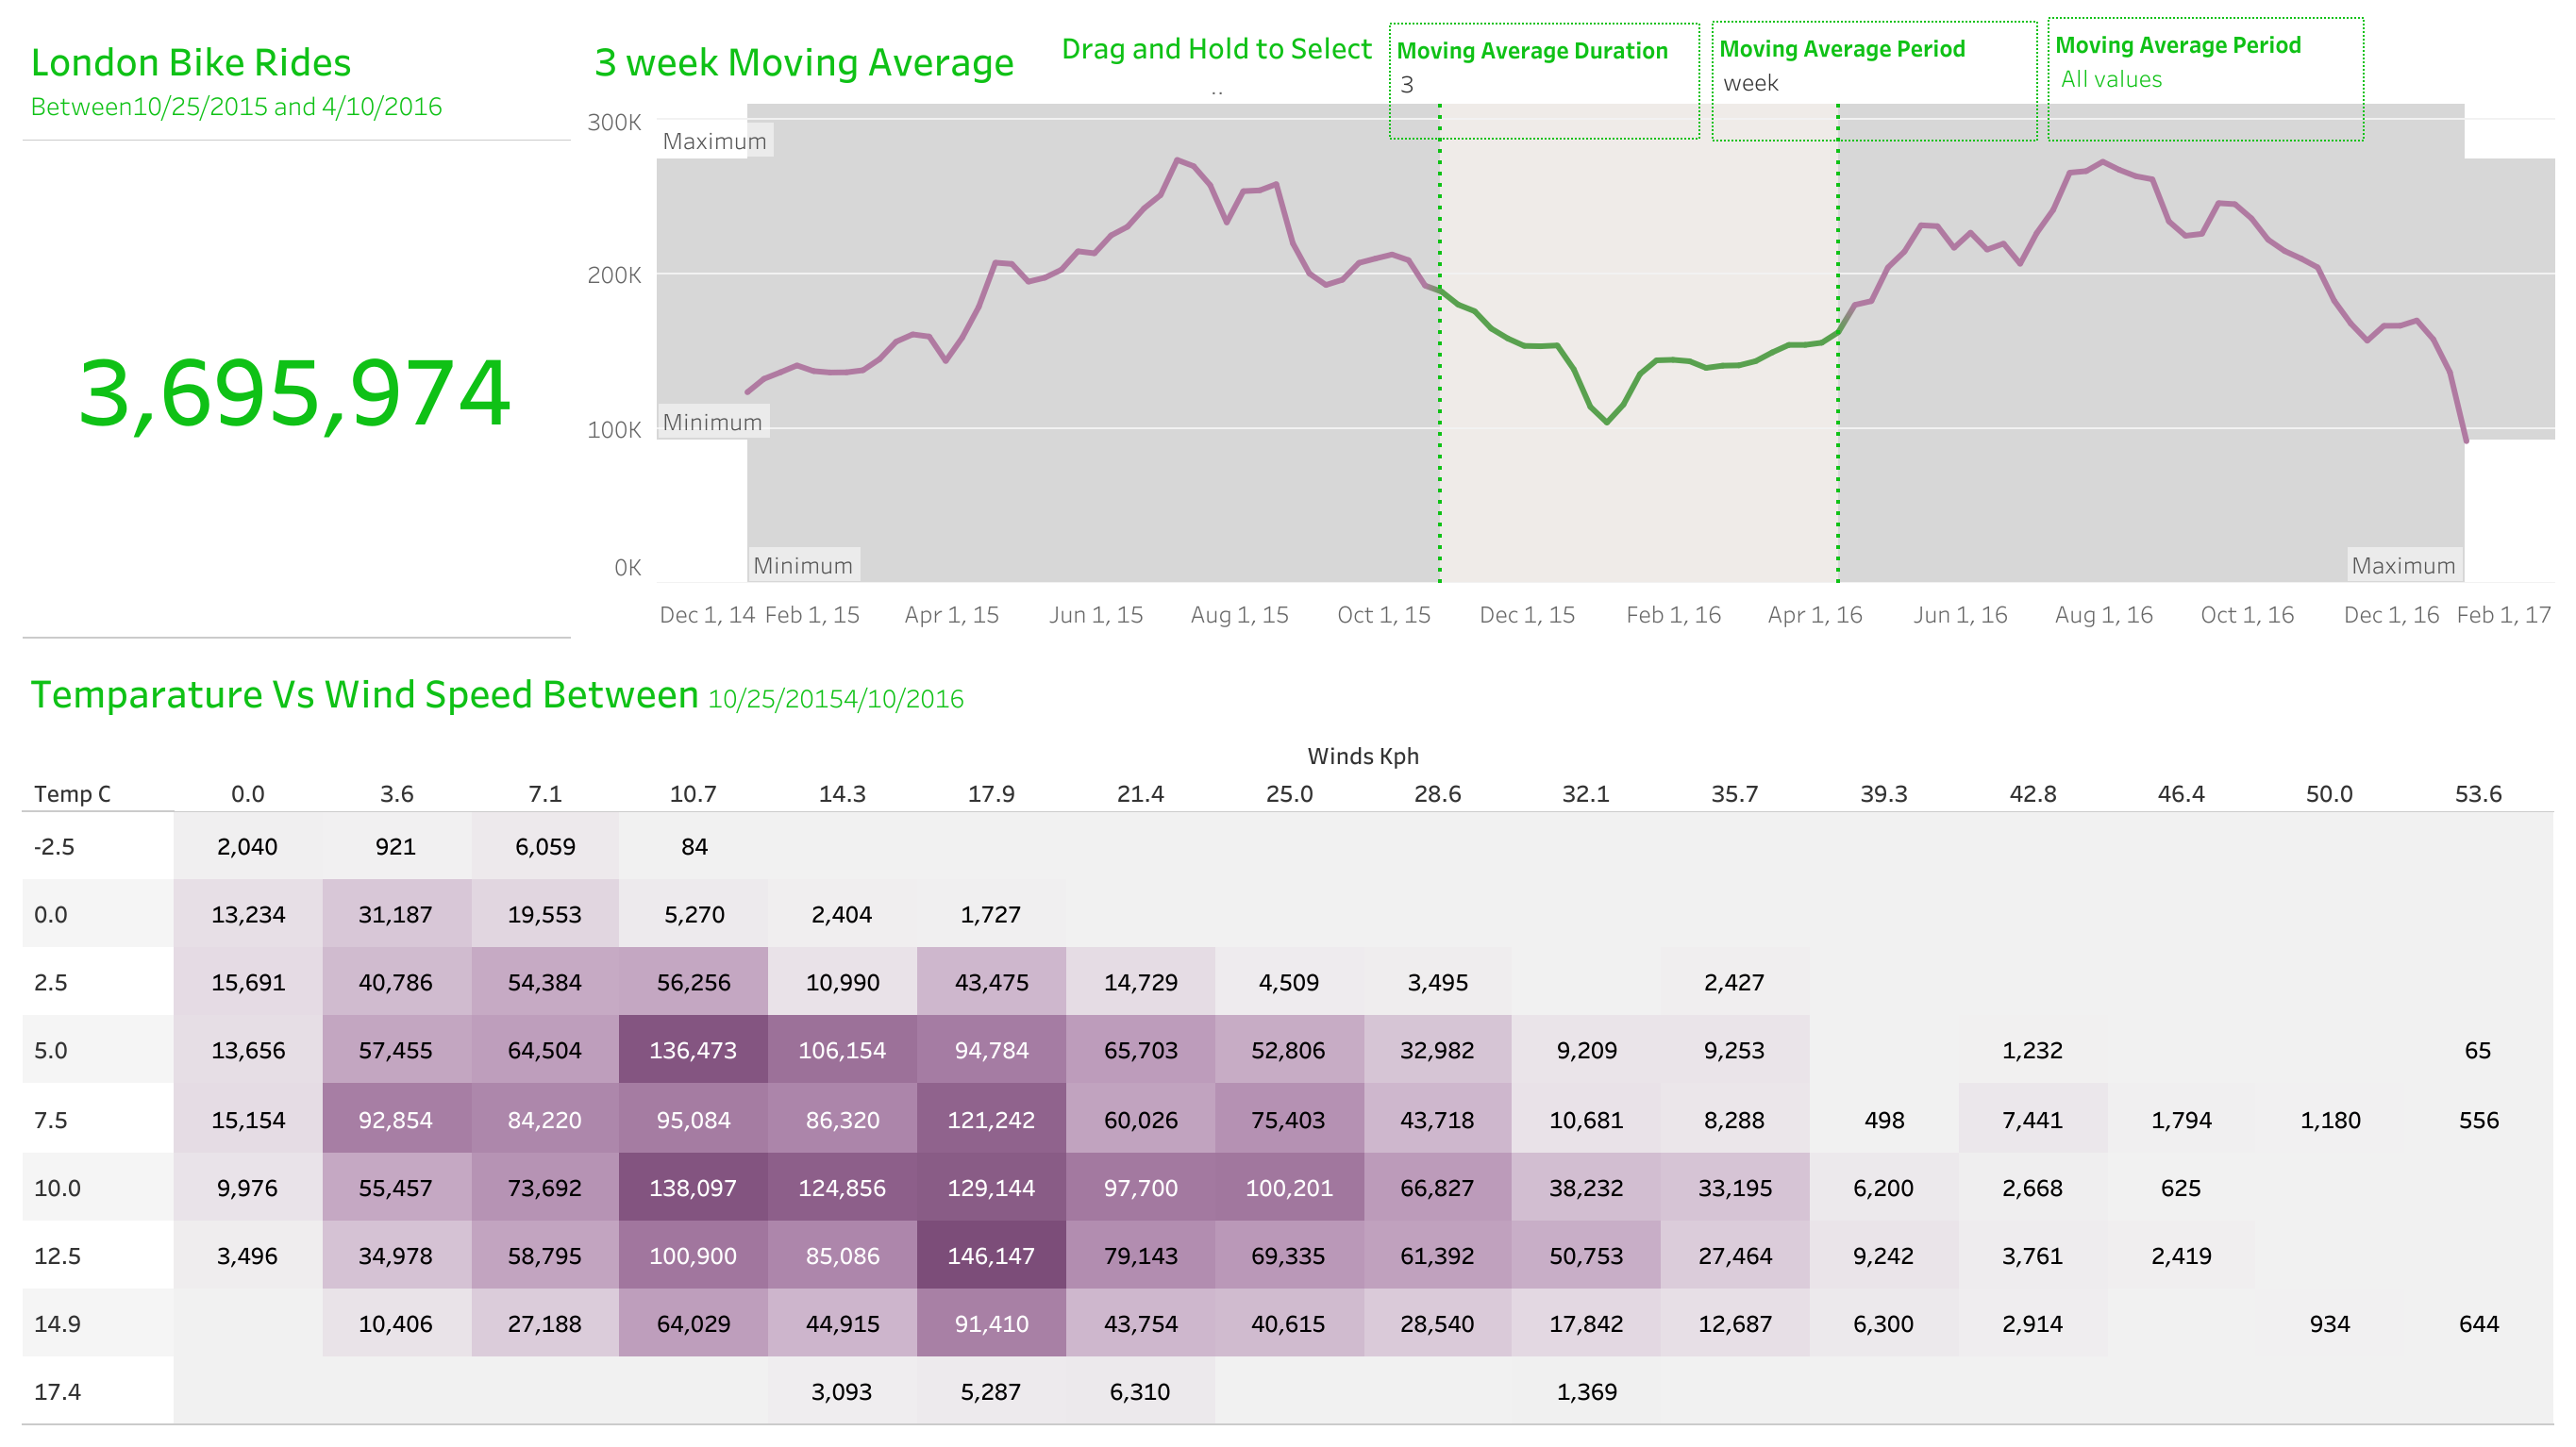 London Bike Rides
Between10/25/2015 and 4/10/2016
3,695,974
3 week Moving Average
Drag and Hold to Select
..
Moving Average Duration
3
Moving Average Period
week
Moving Average Period
All values
300K
200K
100K
0K
Maximum
Minimum
Minimum
Maximum
Dec 1, 14 Feb 1, 15 Apr 1, 15 Jun 1, 15 Aug 1, 15 Oct 1, 15 Dec 1, 15 Feb 1, 16 Apr 1, 16 Jun 1, 16 Aug 1, 16 Oct 1, 16 Dec 1, 16 Feb 1, 17
Temparature Vs Wind Speed Between 10/25/20154/10/2016
Winds Kph
Temp C 0.0 3.6 7.1 10.7 14.3 17.9 21.4 25.0 28.6 32.1 35.7 39.3 42.8 46.4 50.0 53.6
-2.5 2,040 921 6,059 84
0.0 13,234 31,187 19,553 5,270 2,404 1,727
2.5 15,691 40,786 54,384 56,256 10,990 43,475 14,729 4,509 3,495 2,427
5.0 13,656 57,455 64,504 136,473 106,154 94,784 65,703 52,806 32,982 9,209 9,253 1,232 65
7.5 15,154 92,854 84,220 95,084 86,320 121,242 60,026 75,403 43,718 10,681 8,288 498 7,441 1,794 1,180 556
10.0 9,976 55,457 73,692 138,097 124,856 129,144 97,700 100,201 66,827 38,232 33,195 6,200 2,668 625
12.5 3,496 34,978 58,795 100,900 85,086 146,147 79,143 69,335 61,392 50,753 27,464 9,242 3,761 2,419
14.9 10,406 27,188 64,029 44,915 91,410 43,754 40,615 28,540 17,842 12,687 6,300 2,914 934 644
17.4 3,093 5,287 6,310 1,369